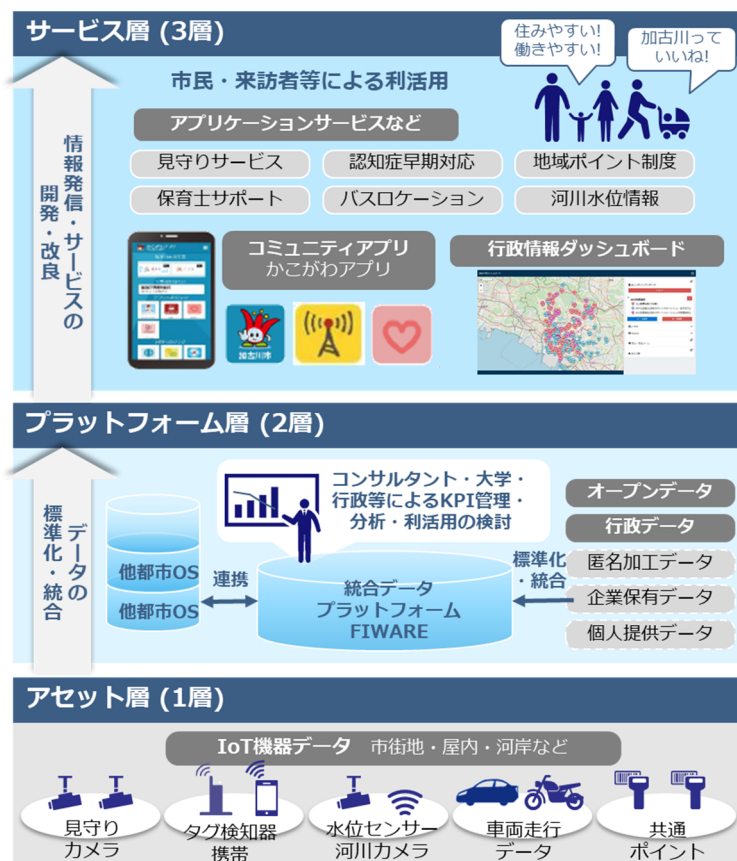 サービス層 (3層)
住みやすい!
働きやすい!
加古川って
いいね!
市民・来訪者等による利活用
アプリケーションサービスなど
見守りサービス
認知症早期対応
地域ポイント制度
保育士サポート
バスロケーション
河川水位情報
情報発信・サービスの
開発・改良
コミュニティアプリ
かこがわアプリ
加古川市
行政情報ダッシュボード
プラットフォーム層 (2層)
データの
標準化・統合
コンサルタント・大学・
行政等によるKPI管理・
分析・利活用の検討
他都市OS
他都市OS
連携
統合データ
プラットフォーム
FIWARE
標準化
・統合
オープンデータ
行政データ
匿名加工データ
企業保有データ
個人提供データ
アセット層 (1層)
IoT機器データ 市街地・屋内・河岸など
見守り
カメラ
タグ検知器
携帯
水位センサー
河川カメラ
車両走行
データ
共通
ポイント